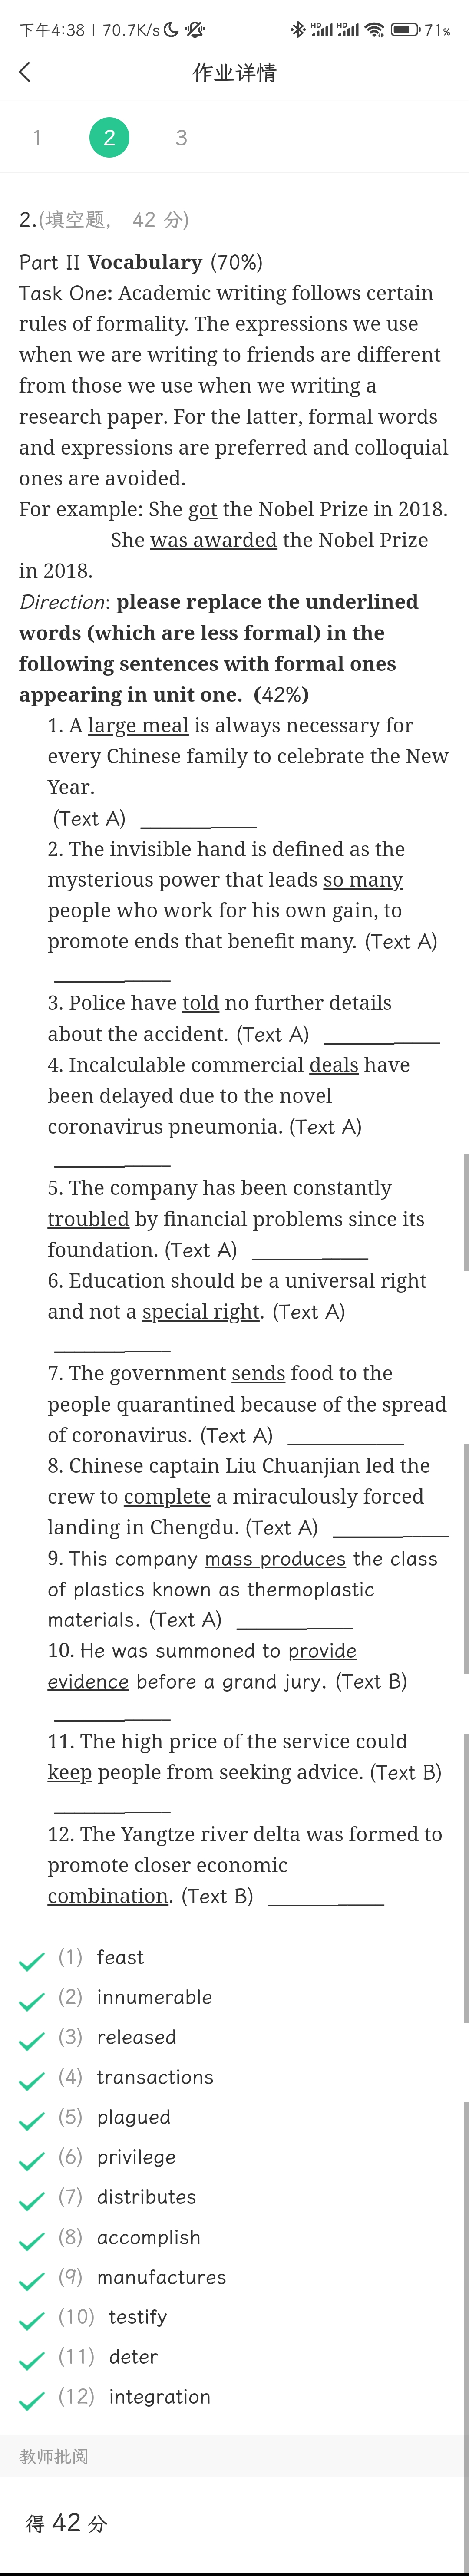 下午4:38 | 70.7K/s HD HD 71%
作业详情
1 2 3
2.(填空题, 42 分)
Part II Vocabulary (70%)
Task One: Academic writing follows certain
rules of formality. The expressions we use
when we are writing to friends are different
from those we use when we writing a
research paper. For the latter, formal words
and expressions are preferred and colloquial
ones are avoided.
For example: She got the Nobel Prize in 2018.
She was awarded the Nobel Prize
in 2018.
Direction: please replace the underlined
words (which are less formal) in the
following sentences with formal ones
appearing in unit one. (42%)
1. A large meal is always necessary for
every Chinese family to celebrate the New
Year.
(Text A) ___________
2. The invisible hand is defined as the
mysterious power that leads so many
people who work for his own gain, to
promote ends that benefit many. (Text A)
___________
3. Police have told no further details
about the accident. (Text A) ___________
4. Incalculable commercial deals have
been delayed due to the novel
coronavirus pneumonia. (Text A)
___________
5. The company has been constantly
troubled by financial problems since its
foundation. (Text A) ___________
6. Education should be a universal right
and not a special right. (Text A)
___________
7. The government sends food to the
people quarantined because of the spread
of coronavirus. (Text A) ___________
8. Chinese captain Liu Chuanjian led the
crew to complete a miraculously forced
landing in Chengdu. (Text A) ___________
9. This company mass produces the class
of plastics known as thermoplastic
materials. (Text A) ___________
10. He was summoned to provide
evidence before a grand jury. (Text B)
___________
11. The high price of the service could
keep people from seeking advice. (Text B)
___________
12. The Yangtze river delta was formed to
promote closer economic
combination. (Text B) ___________
(1) feast
(2) innumerable
(3) released
(4) transactions
(5) plagued
(6) privilege
(7) distributes
(8) accomplish
(9) manufactures
(10) testify
(11) deter
(12) integration
教师批阅
得 42 分